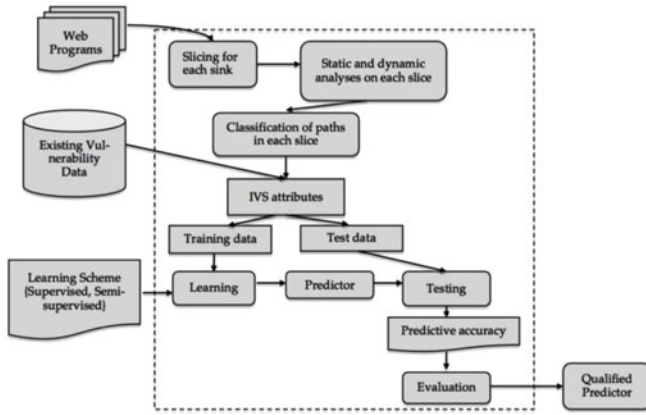 Web
Programs
Slicing for
each sink
Static and dynamic
analyses on each slice
Classification of paths
in each slice
Existing Vul-
nerability
Data
IVS attributes
Training data
Test data
Learning Scheme
{Supervised, Semi-
supervised}
Learning
Predictor
Testing
Predictive accuracy
Evaluation
Qualified
Predictor